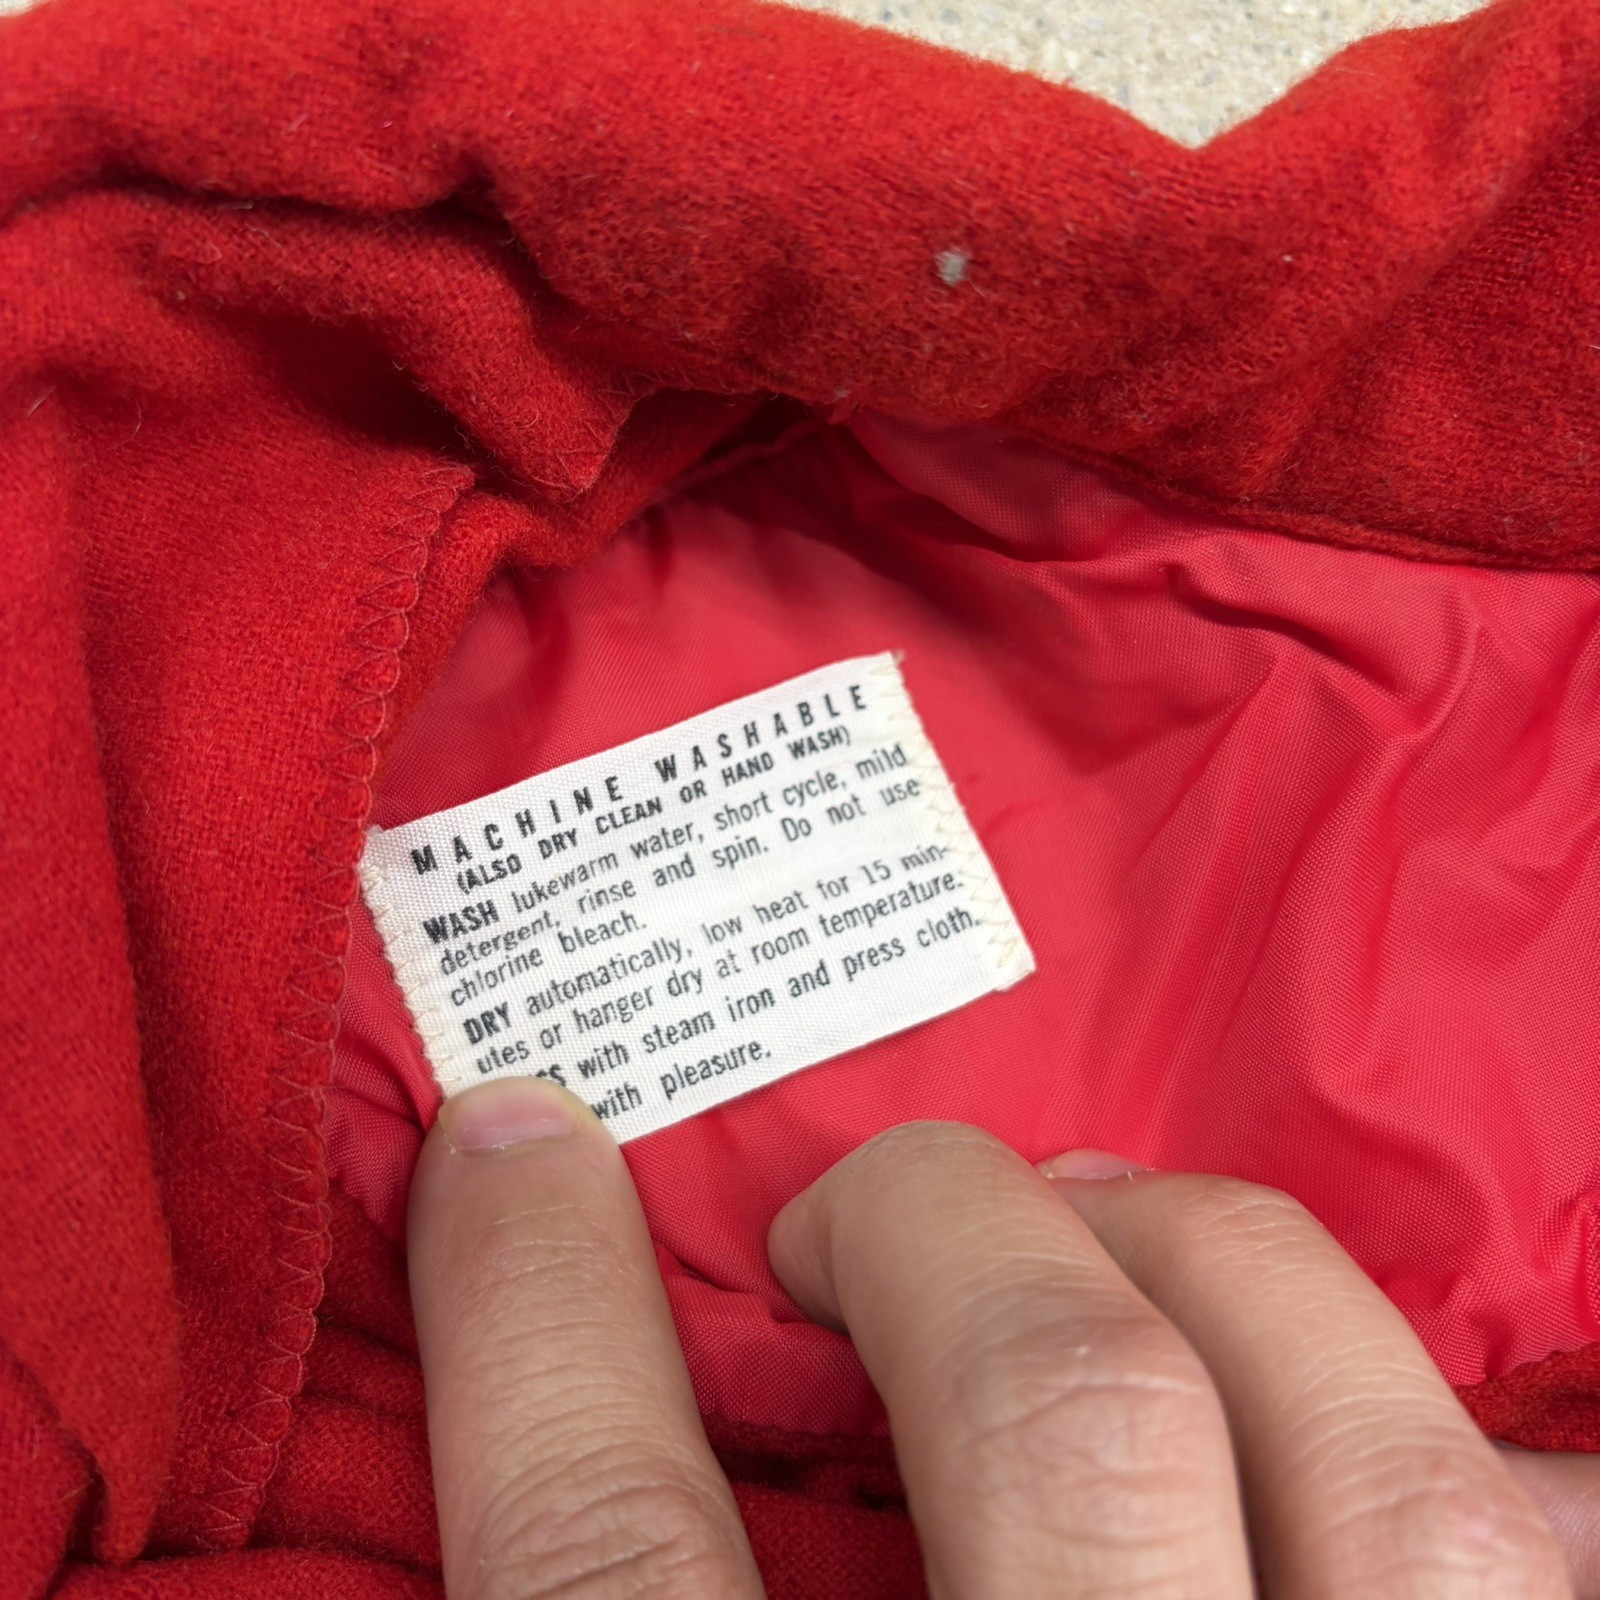 MACHINE WASHABLE
(ALSO DRY CLEAN OR HAND WASH)
WASH lukewarm water, short cycle, mild
detergent, rinse and spin. Do not use
chlorine bleach.
DRY automatically, low heat for 15 min-
utes or hanger dry at room temperature.
SS with steam iron and press cloth.
with pleasure.